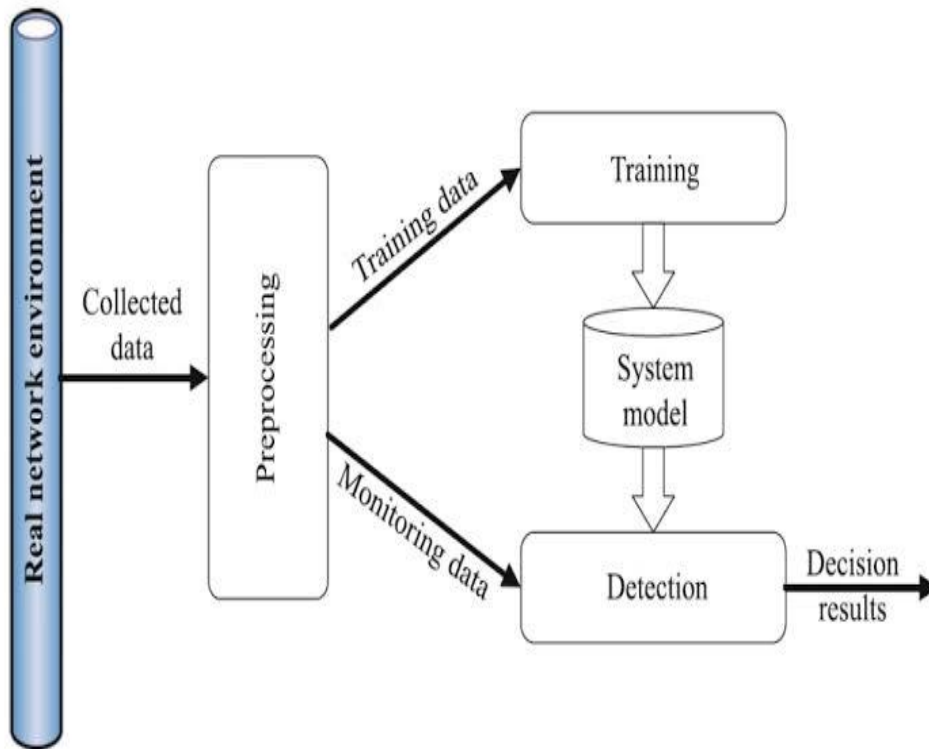 Real network environment
Collected
data
Preprocessing
Training data
Monitoring data
Training
System
model
Detection
Decision
results